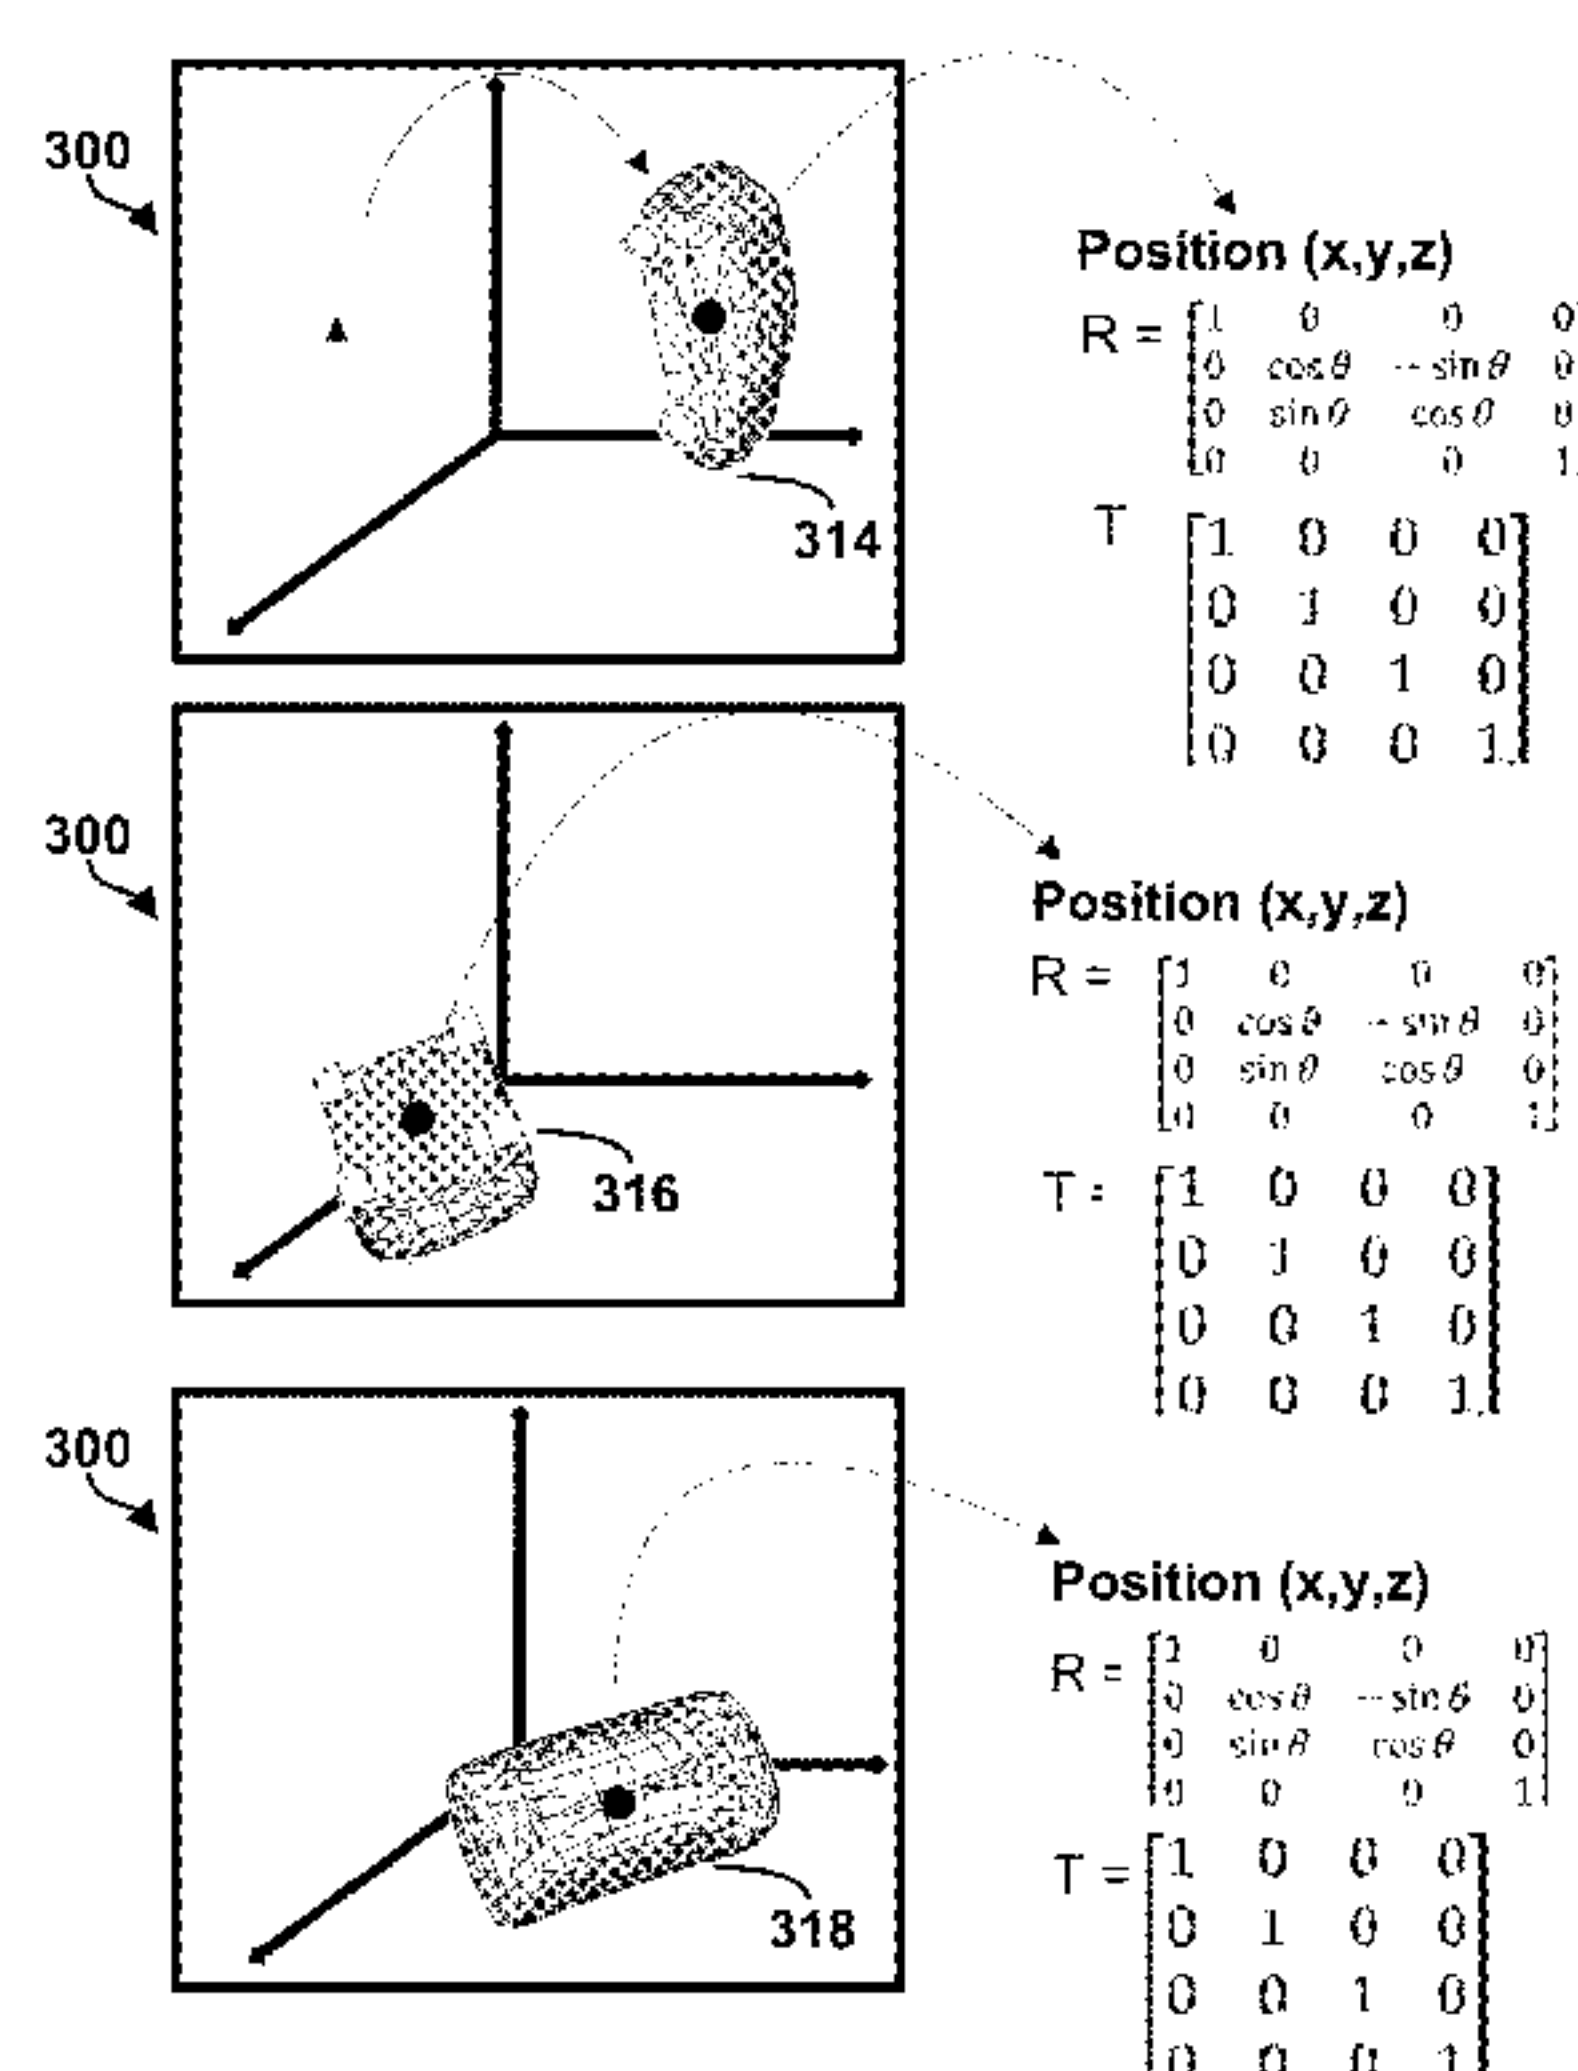 300
314
Position (x,y,z)
R = [1 0 0 0
0 cos θ -- sin θ 0
0 sin θ cos θ 0
0 0 0 1]
T [1 0 0 0
0 1 0 0
0 0 1 0
0 0 0 1]
300
316
Position (x,y,z)
R = [1 0 0 0
0 cos θ -- sin θ 0
0 sin θ cos θ 0
0 0 0 1]
T = [1 0 0 0
0 1 0 0
0 0 1 0
0 0 0 1]
300
318
Position (x,y,z)
R = [1 0 0 0
0 cos θ -- sin θ 0
0 sin θ cos θ 0
0 0 0 1]
T = [1 0 0 0
0 1 0 0
0 0 1 0
0 0 0 1